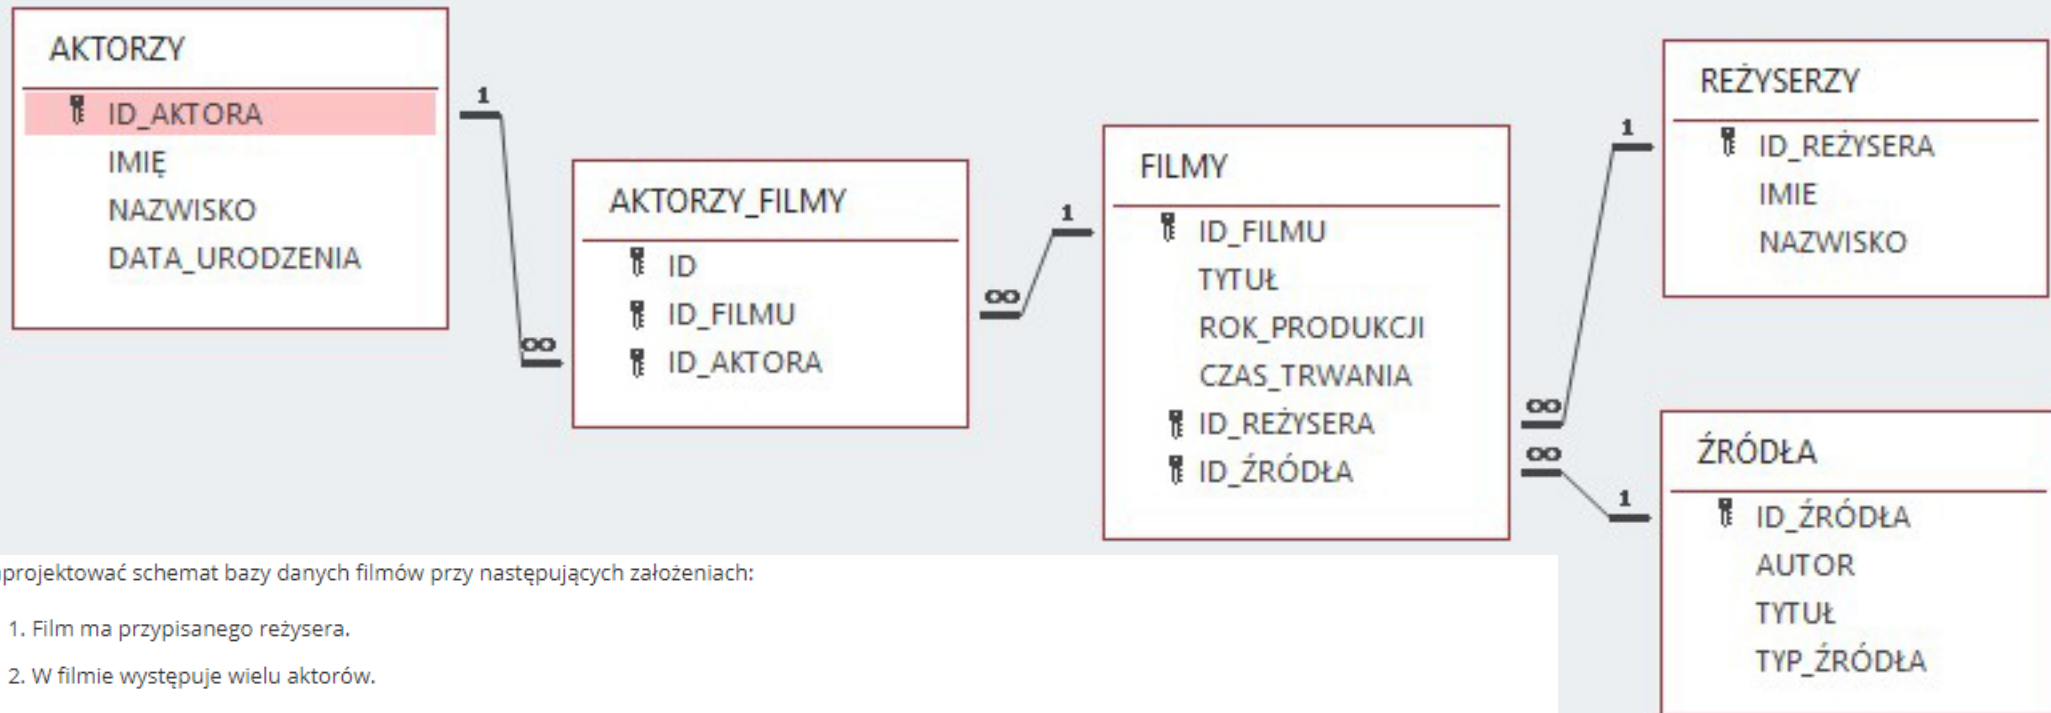 AKTORZY
ID_AKTORA
IMIĘ
NAZWISKO
DATA_URODZENIA
1
∞
AKTORZY_FILMY
ID
ID_FILMU
ID_AKTORA
1
∞
FILMY
ID_FILMU
TYTUŁ
ROK_PRODUKCJI
CZAS_TRWANIA
ID_REŻYSERA
ID_ŹRÓDŁA
1
∞
∞
1
REŻYSERZY
ID_REŻYSERA
IMIE
NAZWISKO
ŹRÓDŁA
ID_ŹRÓDŁA
AUTOR
TYTUŁ
TYP_ŹRÓDŁA
projektować schemat bazy danych filmów przy następujących założeniach:
1. Film ma przypisanego reżysera.
2. W filmie występuje wielu aktorów.